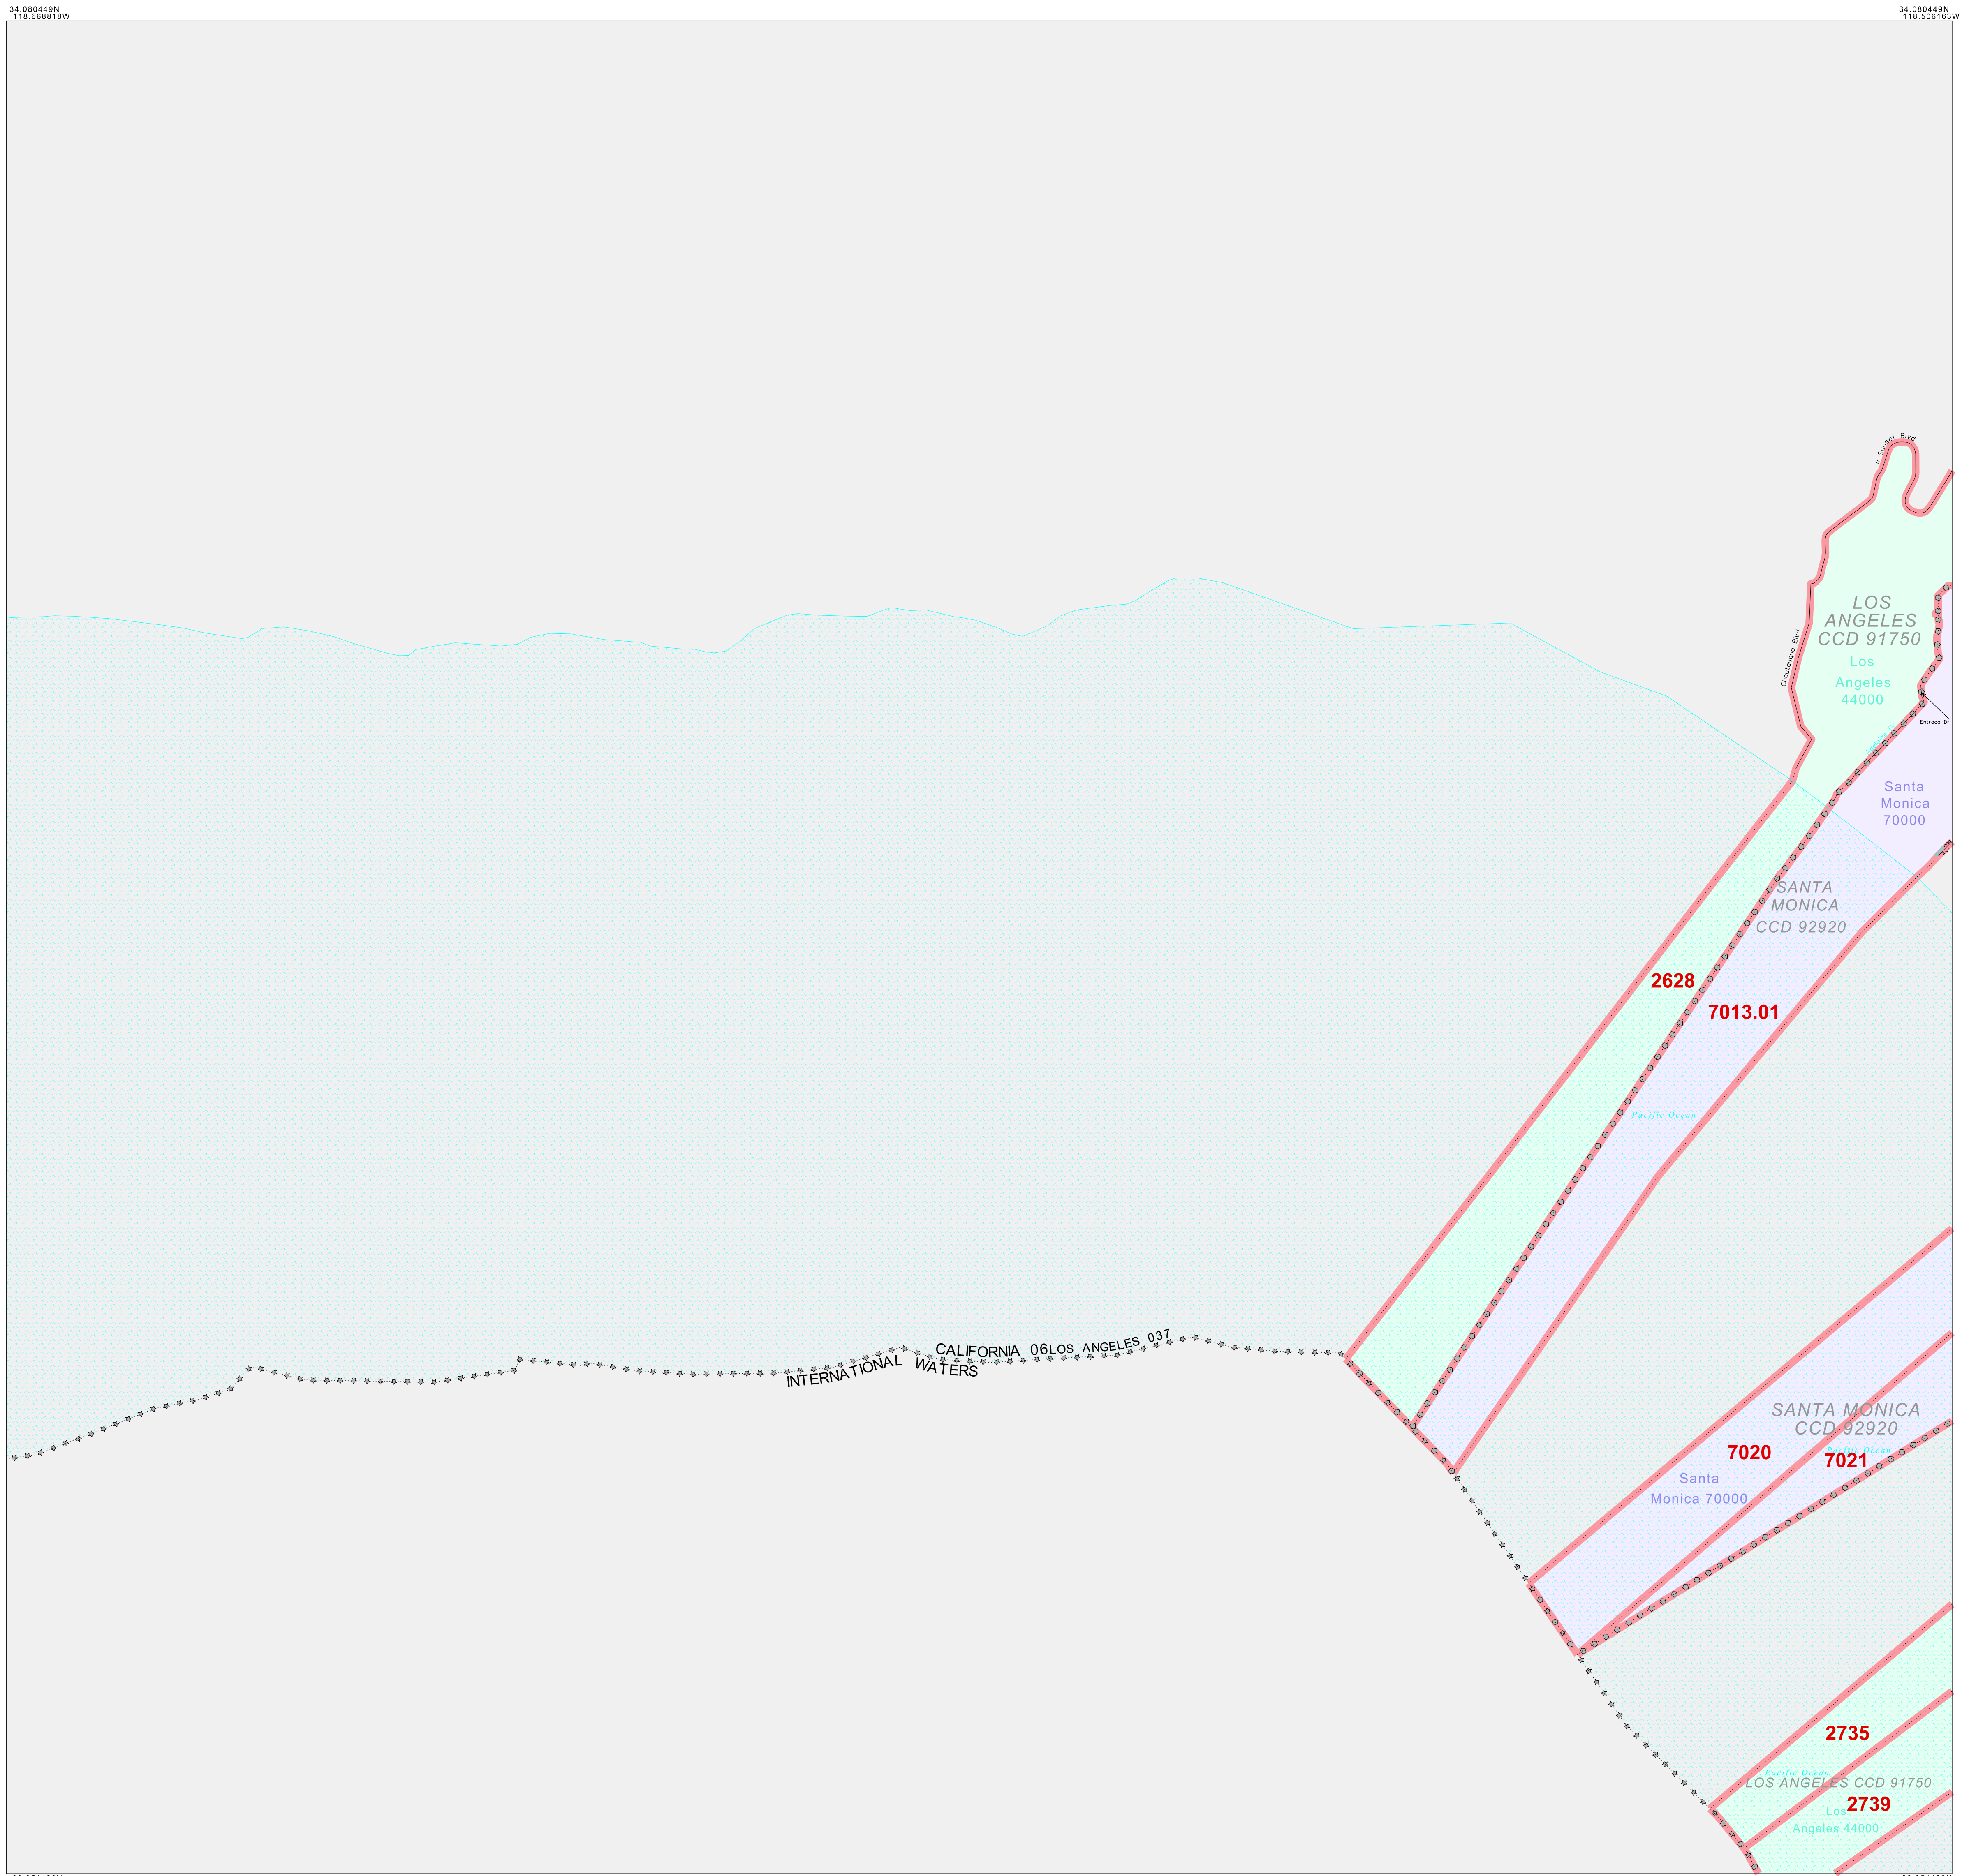 34.080449N
118.668818W
34.080449N
118.506163W
W Sunset Blvd
LOS
ANGELES
CCD 91750
Chautauqua Blvd
Los
Angeles
44000
Entrada Dr
Santa
Monica
70000
SANTA
MONICA
CCD 92920
2628
7013.01
Pacific Ocean
CALIFORNIA 06
LOS ANGELES 037
INTERNATIONAL WATERS
SANTA MONICA
CCD 92920
Pacific Ocean
7020
7021
Santa
Monica 70000
2735
Pacific Ocean
LOS ANGELES CCD 91750
2739
Los
Angeles 44000